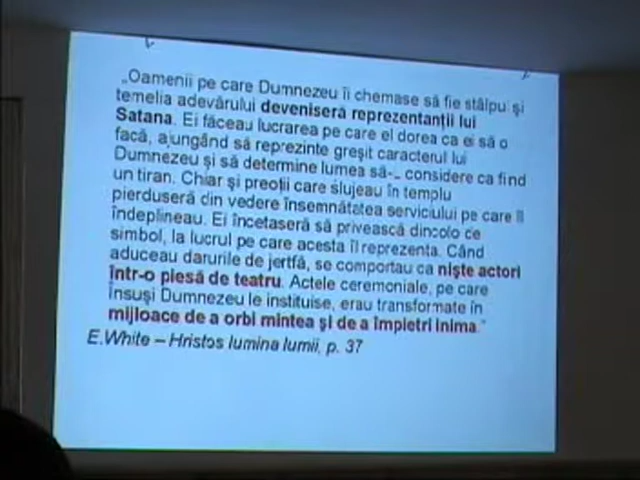 „Oamenii pe care Dumnezeu îi chemase să fie stâlpu și
temelia adevărului deveniseră reprezentanții lui
Satana. Ei făceau lucrarea pe care el dorea ca ei să o
facă, ajungând să reprezinte greșit caracterul lui
Dumnezeu și să determine lumea să-L considere ca fiind
un tiran. Chiar și preoții care slujeau în templu
pierduseră din vedere însemnătatea serviciului pe care îl
îndeplineau. Ei încetaseră să privească dincolo de
simbol, la lucrul pe care acesta îl reprezenta. Când
aduceau darurile de jertfă, se comportau ca niște actori
într-o piesă de teatru. Actele ceremoniale, pe care
Însuși Dumnezeu le instituise, erau transformate în
mijloace de a orbi mintea și de a împietri inima."
E.White – Hristos lumina lumii, p. 37